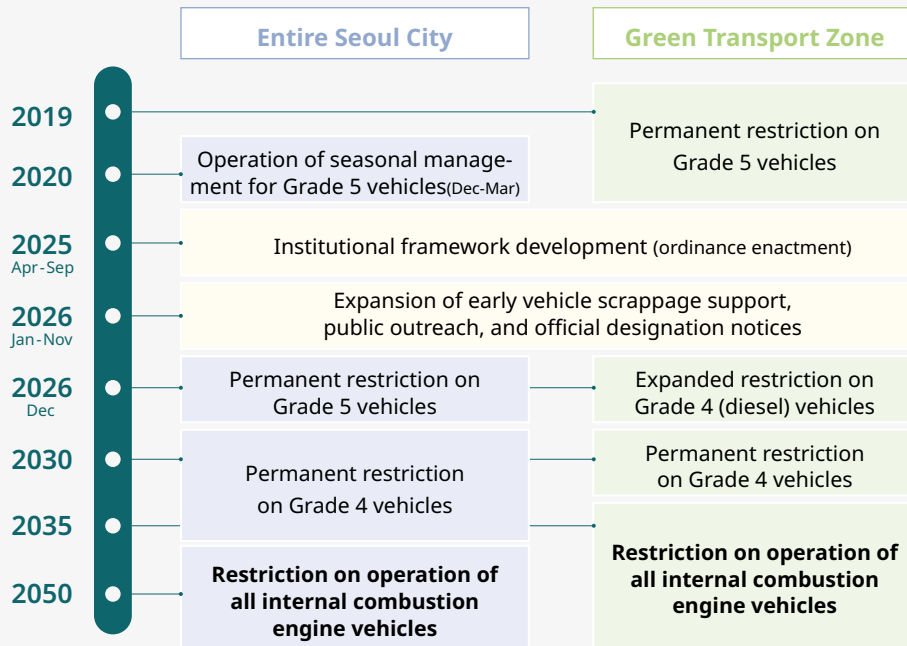 Entire Seoul City
Green Transport Zone
2019
Permanent restriction on
Grade 5 vehicles
2020
Operation of seasonal manage-
ment for Grade 5 vehicles(Dec-Mar)
2025
Apr-Sep
Institutional framework development (ordinance enactment)
2026
Jan-Nov
Expansion of early vehicle scrappage support,
public outreach, and official designation notices
2026
Dec
Permanent restriction on
Grade 5 vehicles
Expanded restriction on
Grade 4 (diesel) vehicles
2030
Permanent restriction
on Grade 4 vehicles
Permanent restriction
on Grade 4 vehicles
2035
Restriction on operation of
all internal combustion
engine vehicles
2050
Restriction on operation of
all internal combustion
engine vehicles